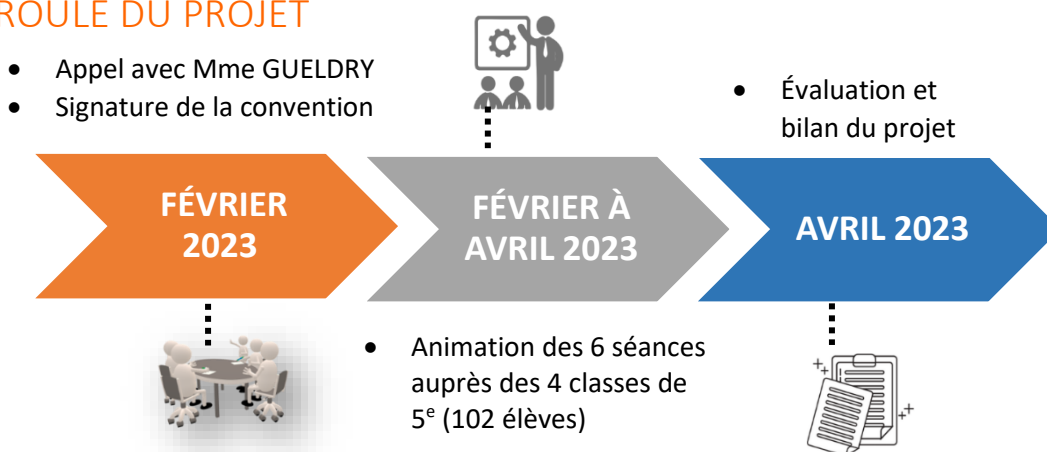 ROULE DU PROJET
• Appel avec Mme GUELDRY
• Signature de la convention
• Évaluation et
bilan du projet
FÉVRIER
2023
FÉVRIER À
AVRIL 2023
AVRIL 2023
• Animation des 6 séances
auprès des 4 classes de
5e (102 élèves)